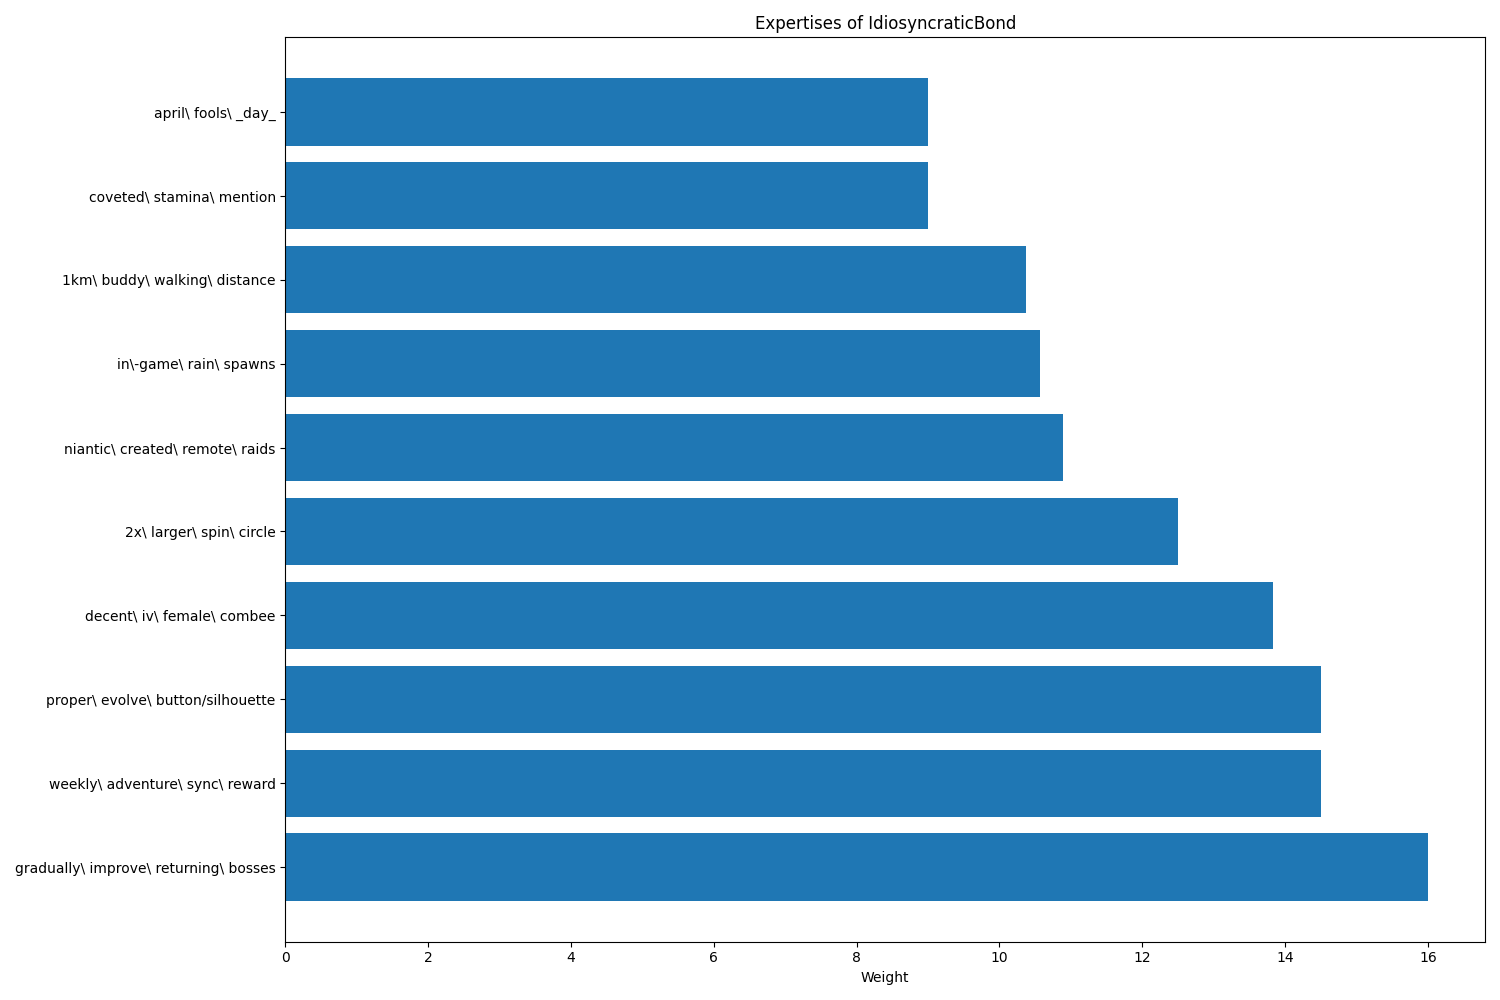 Expertises of IdiosyncraticBond
april\ fools\ _day_
coveted\ stamina\ mention
1km\ buddy\ walking\ distance
in\-game\ rain\ spawns
niantic\ created\ remote\ raids
2x\ larger\ spin\ circle
decent\ iv\ female\ combee
proper\ evolve\ button/silhouette
weekly\ adventure\ sync\ reward
gradually\ improve\ returning\ bosses
0 2 4 6 8 10 12 14 16
Weight